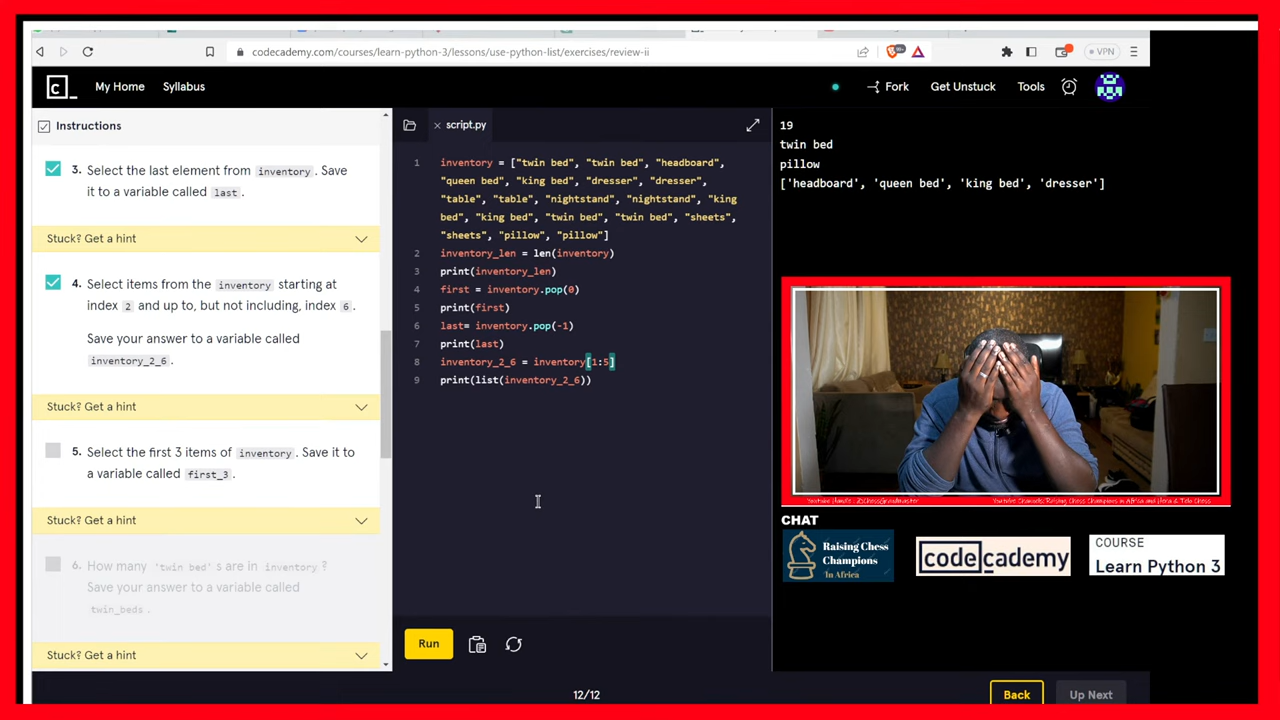 codecademy.com/courses/learn-python-3/lessons/use-python-list/exercises/review-ii
99+
VPN
c_
My Home
Syllabus
Fork
Get Unstuck
Tools
Instructions
3. Select the last element from inventory. Save
it to a variable called last.
Stuck? Get a hint
4. Select items from the inventory starting at
index 2 and up to, but not including, index 6.
Save your answer to a variable called
inventory_2_6.
Stuck? Get a hint
5. Select the first 3 items of inventory. Save it to
a variable called first_3.
Stuck? Get a hint
6. How many 'twin bed's are in inventory?
Save your answer to a variable called
twin_beds.
Stuck? Get a hint
script.py
1 inventory = ["twin bed", "twin bed", "headboard",
"queen bed", "king bed", "dresser", "dresser",
"table", "table", "nightstand", "nightstand", "king
bed", "king bed", "twin bed", "twin bed", "sheets",
"sheets", "pillow", "pillow"]
2 inventory_len = len(inventory)
3 print(inventory_len)
4 first = inventory.pop(0)
5 print(first)
6 last= inventory.pop(-1)
7 print(last)
8 inventory_2_6 = inventory[1:5]
9 print(list(inventory_2_6))
Run
19
twin bed
pillow
['headboard', 'queen bed', 'king bed', 'dresser']
CHAT
Raising Chess
Champions
In Africa
codecademy
COURSE
Learn Python 3
12/12
Back
Up Next